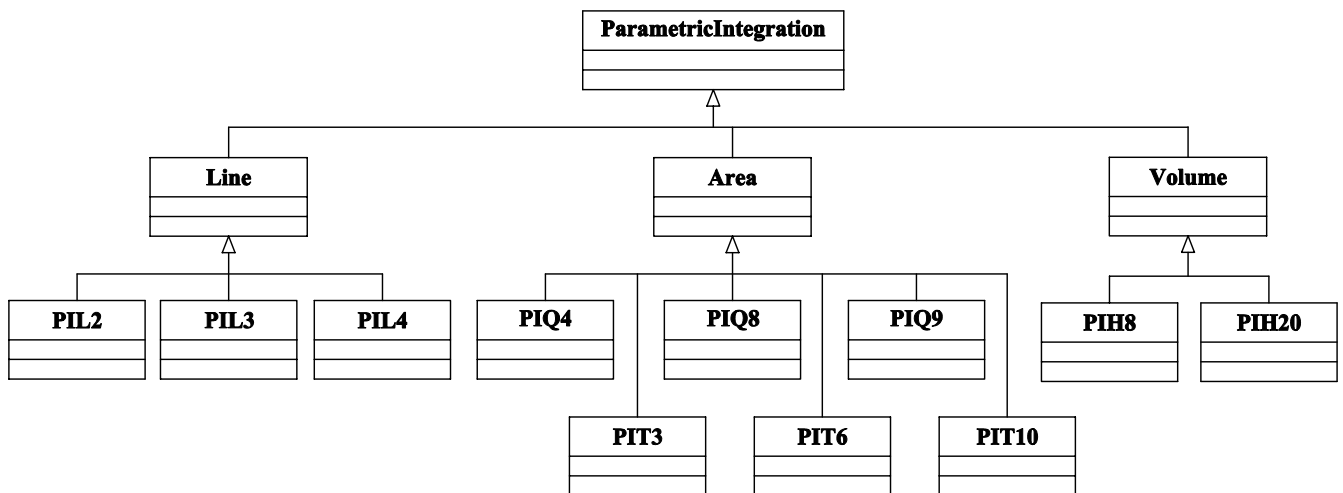 ParametricIntegration
Line
Area
Volume
PIL2
PIL3
PIL4
PIQ4
PIQ8
PIQ9
PIH8
PIH20
PIT3
PIT6
PIT10